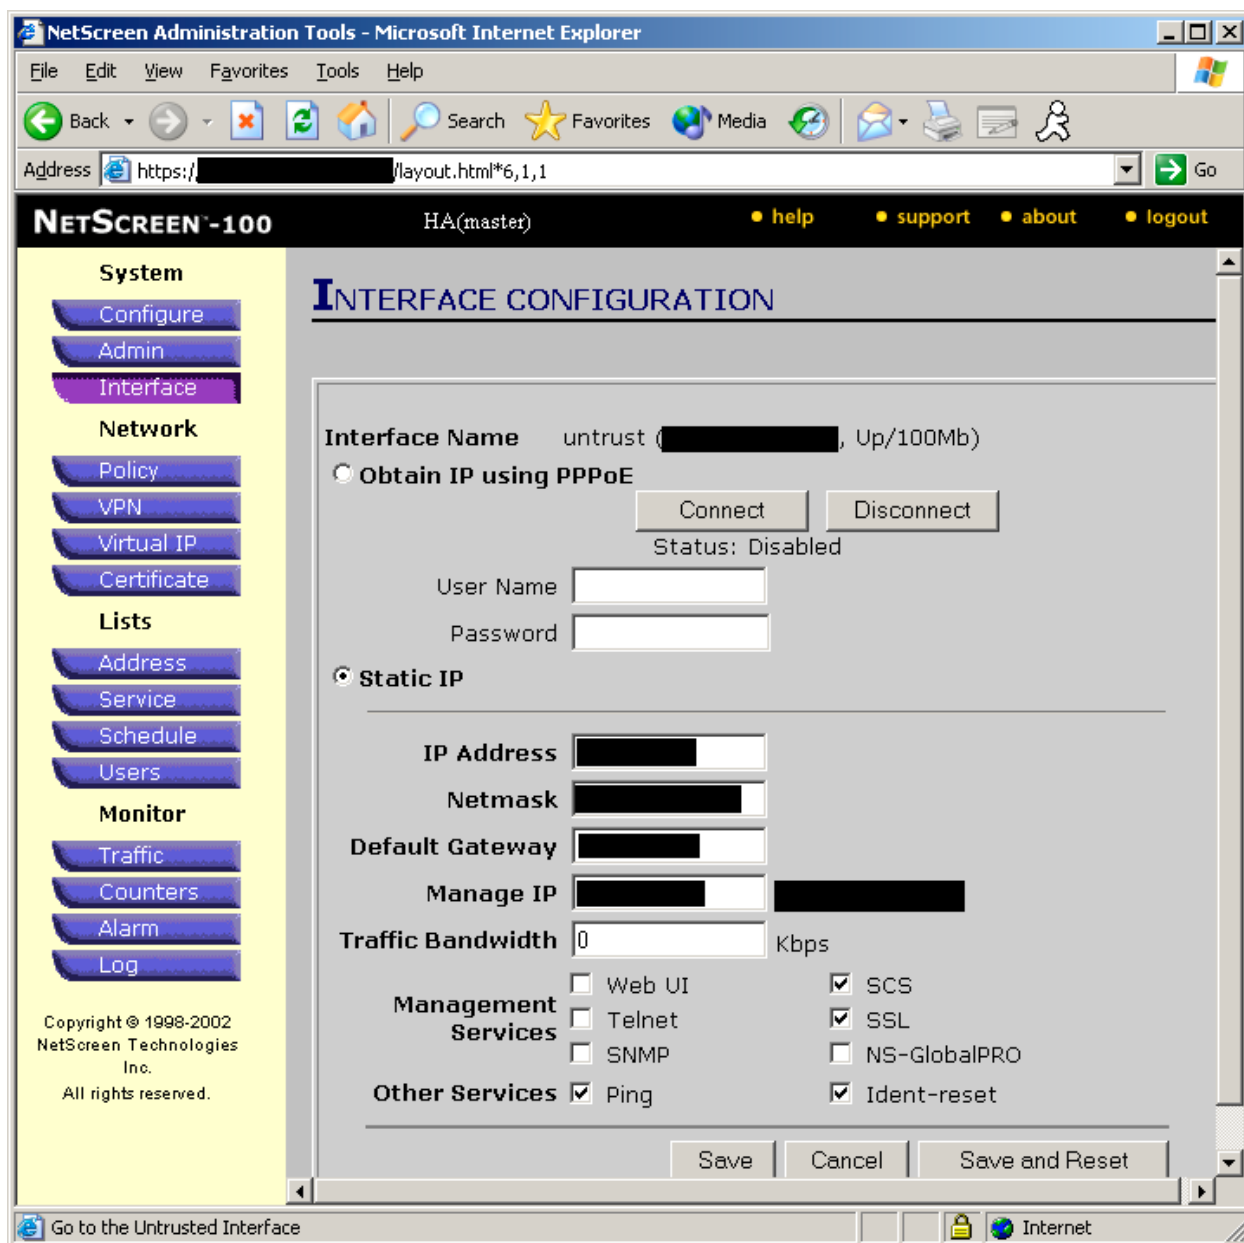 NetScreen Administration Tools - Microsoft Internet Explorer
File Edit View Favorites Tools Help
Back Search Favorites Media
Address https:/ /layout.html*6,1,1 Go
NETSCREEN™-100 HA(master) help support about logout
System
Configure
Admin
Interface
Network
Policy
VPN
Virtual IP
Certificate
Lists
Address
Service
Schedule
Users
Monitor
Traffic
Counters
Alarm
Log
Copyright © 1998-2002
NetScreen Technologies
Inc.
All rights reserved.
INTERFACE CONFIGURATION
Interface Name untrust ( , Up/100Mb)
Obtain IP using PPPoE
Connect Disconnect
Status: Disabled
User Name
Password
Static IP
IP Address
Netmask
Default Gateway
Manage IP
Traffic Bandwidth 0 Kbps
Management Services
Web UI SCS
Telnet SSL
SNMP NS-GlobalPRO
Other Services Ping Ident-reset
Save Cancel Save and Reset
Go to the Untrusted Interface Internet